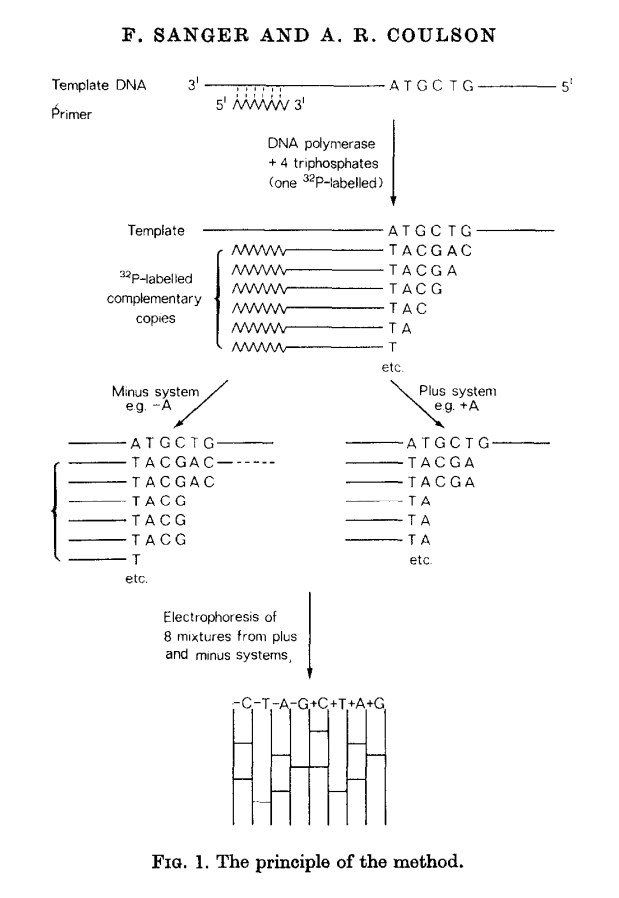 F. SANGER AND A. R. COULSON
Template DNA 3' ATGCTG 5'
5' 3'
Primer
DNA polymerase
+ 4 triphosphates
(one ³²P-labelled)
Template ATGCTG
TACGAC
TACGA
TACG
TAC
TA
T
etc.
³²P-labelled
complementary
copies
Minus system
e.g. -A
Plus system
e.g. +A
ATGCTG
TACGAC
TACGAC
TACG
TACG
TACG
T
etc.
ATGCTG
TACGA
TACGA
TA
TA
TA
etc.
Electrophoresis of
8 mixtures from plus
and minus systems,
-C-T-A-G+C+T+A+G
FIG. 1. The principle of the method.